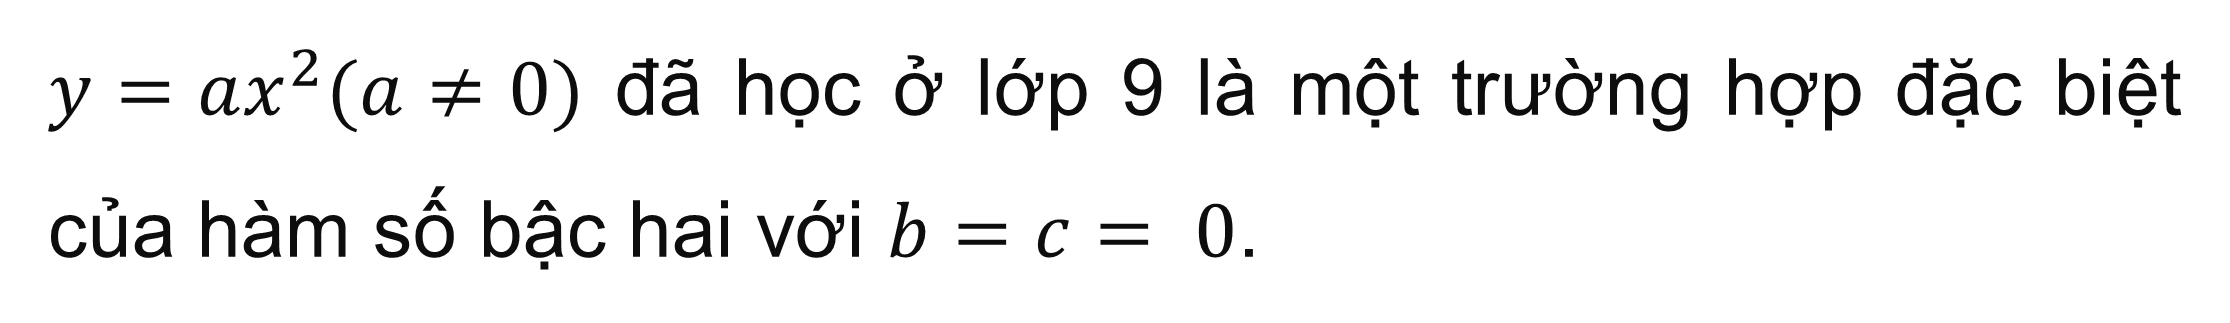 y = ax²(a ≠ 0) đã học ở lớp 9 là một trường hợp đặc biệt
của hàm số bậc hai với b = c = 0.